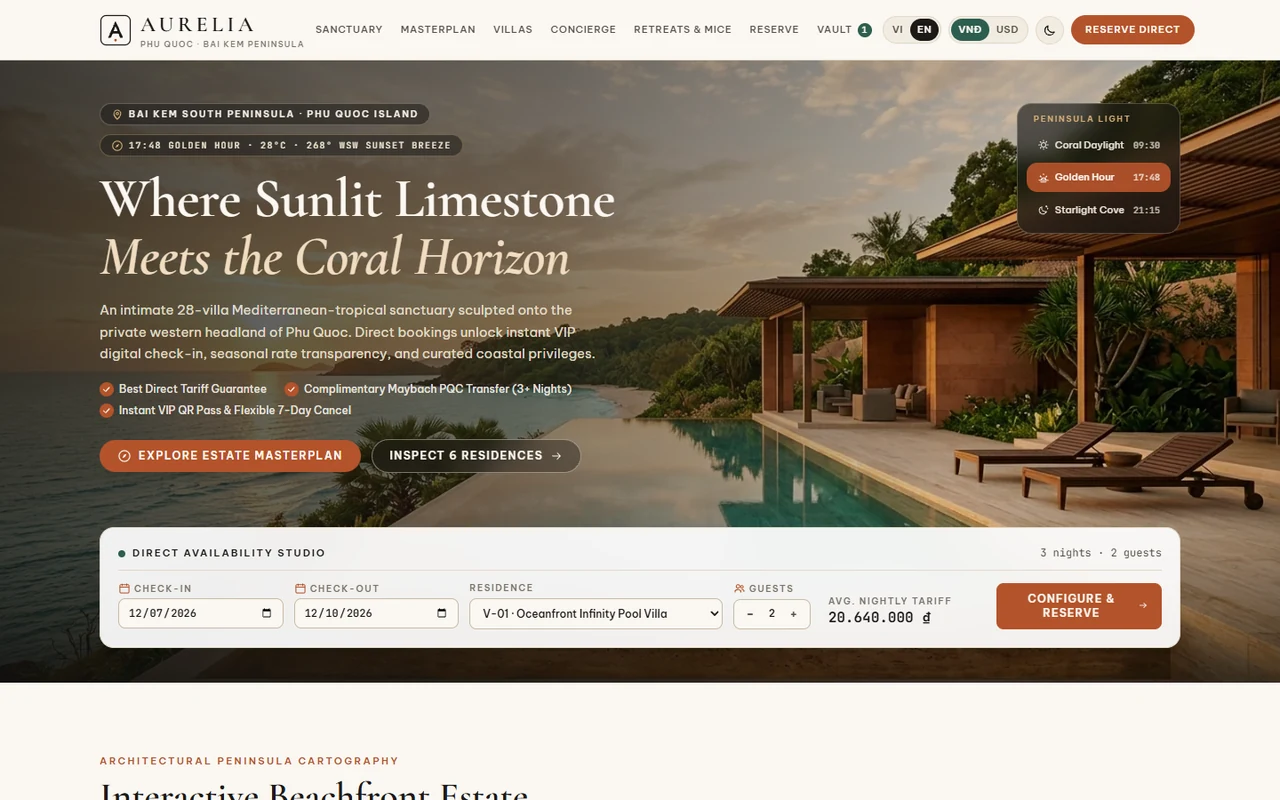 A
AURELIA
PHU QUOC · BAI KEM PENINSULA
SANCTUARY
MASTERPLAN
VILLAS
CONCIERGE
RETREATS & MICE
RESERVE
VAULT 1
VI EN
VNĐ USD
RESERVE DIRECT
BAI KEM SOUTH PENINSULA · PHU QUOC ISLAND
17:48 GOLDEN HOUR · 28°C · 268° WSW SUNSET BREEZE
Where Sunlit Limestone
Meets the Coral Horizon
An intimate 28-villa Mediterranean-tropical sanctuary sculpted onto the
private western headland of Phu Quoc. Direct bookings unlock instant VIP
digital check-in, seasonal rate transparency, and curated coastal privileges.
Best Direct Tariff Guarantee
Complimentary Maybach PQC Transfer (3+ Nights)
Instant VIP QR Pass & Flexible 7-Day Cancel
EXPLORE ESTATE MASTERPLAN
INSPECT 6 RESIDENCES →
PENINSULA LIGHT
Coral Daylight 09:30
Golden Hour 17:48
Starlight Cove 21:15
DIRECT AVAILABILITY STUDIO
3 nights · 2 guests
CHECK-IN
12/07/2026
CHECK-OUT
12/10/2026
RESIDENCE
V-01 · Oceanfront Infinity Pool Villa
GUESTS
− 2 +
AVG. NIGHTLY TARIFF
20.640.000 ₫
CONFIGURE &
RESERVE →
ARCHITECTURAL PENINSULA CARTOGRAPHY
Interactive Beachfront Estate